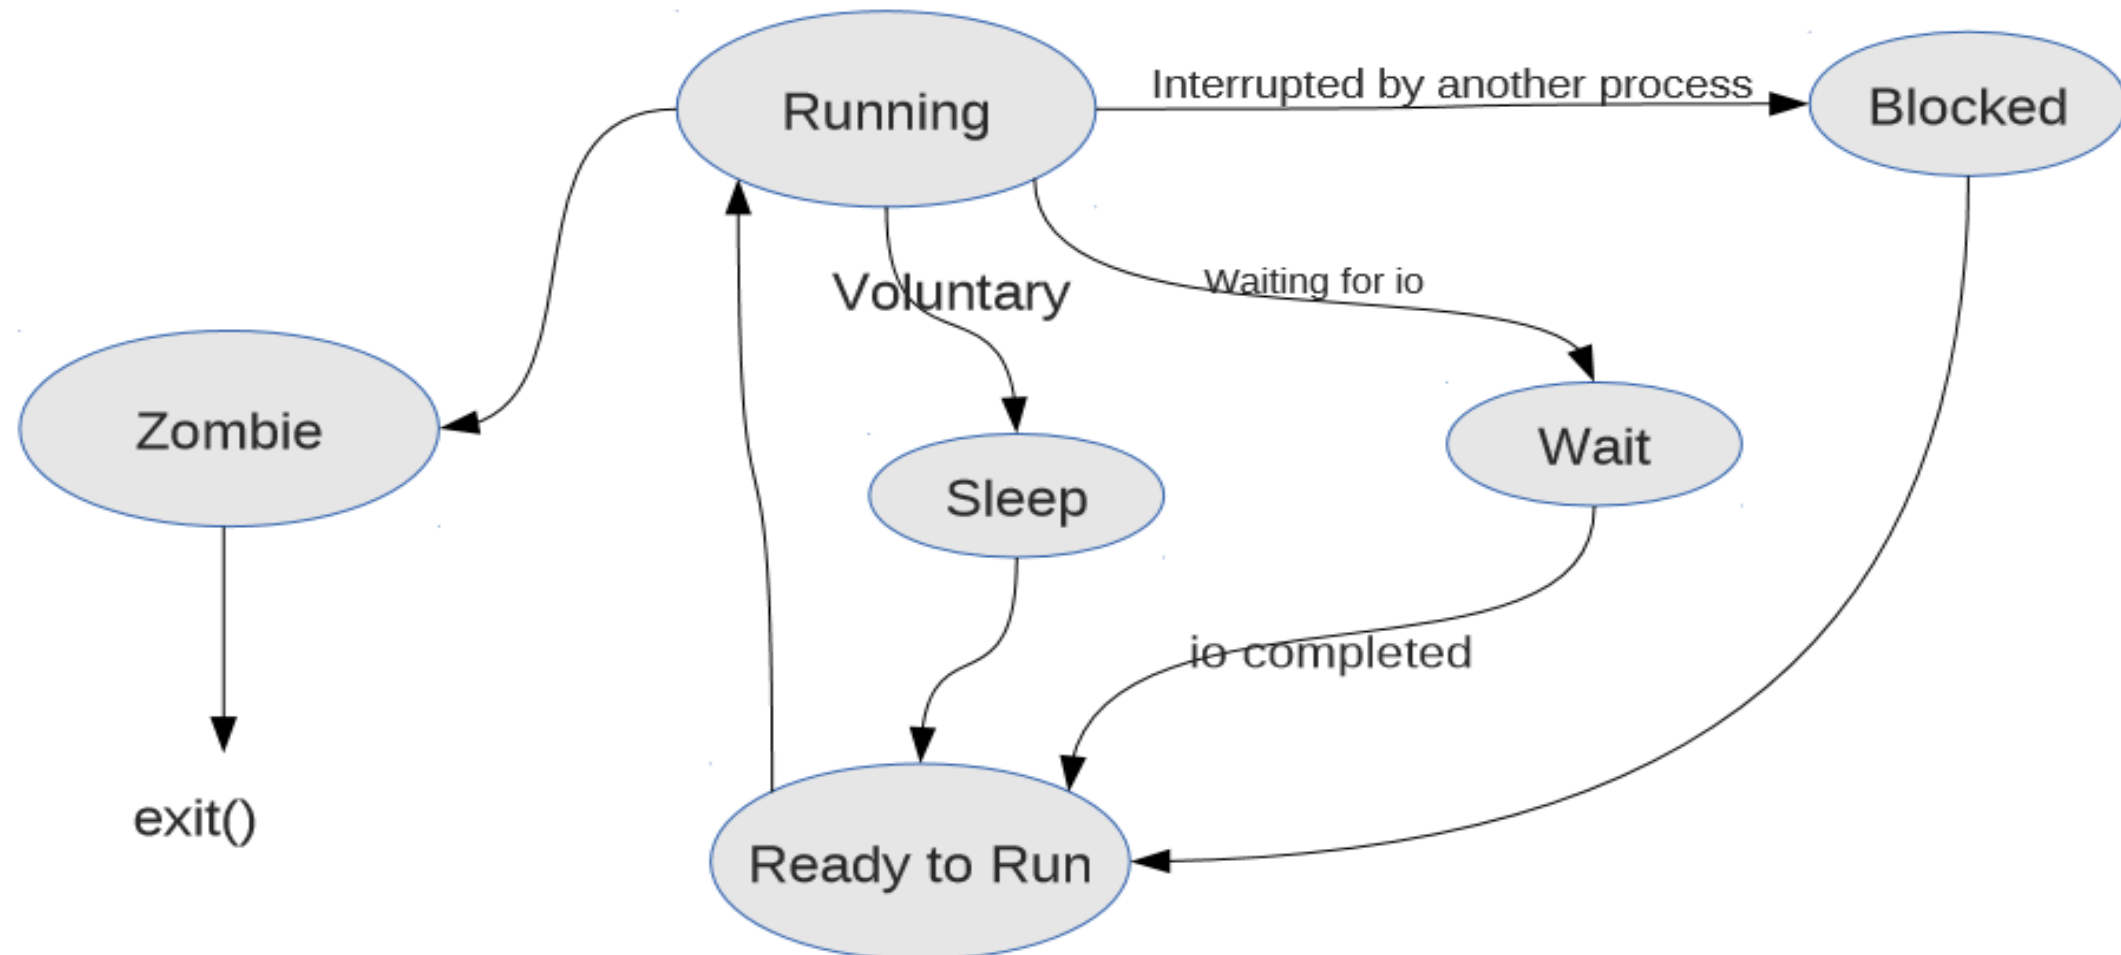 Running
Interrupted by another process
Blocked
Voluntary
Waiting for io
Zombie
Sleep
Wait
io completed
exit()
Ready to Run